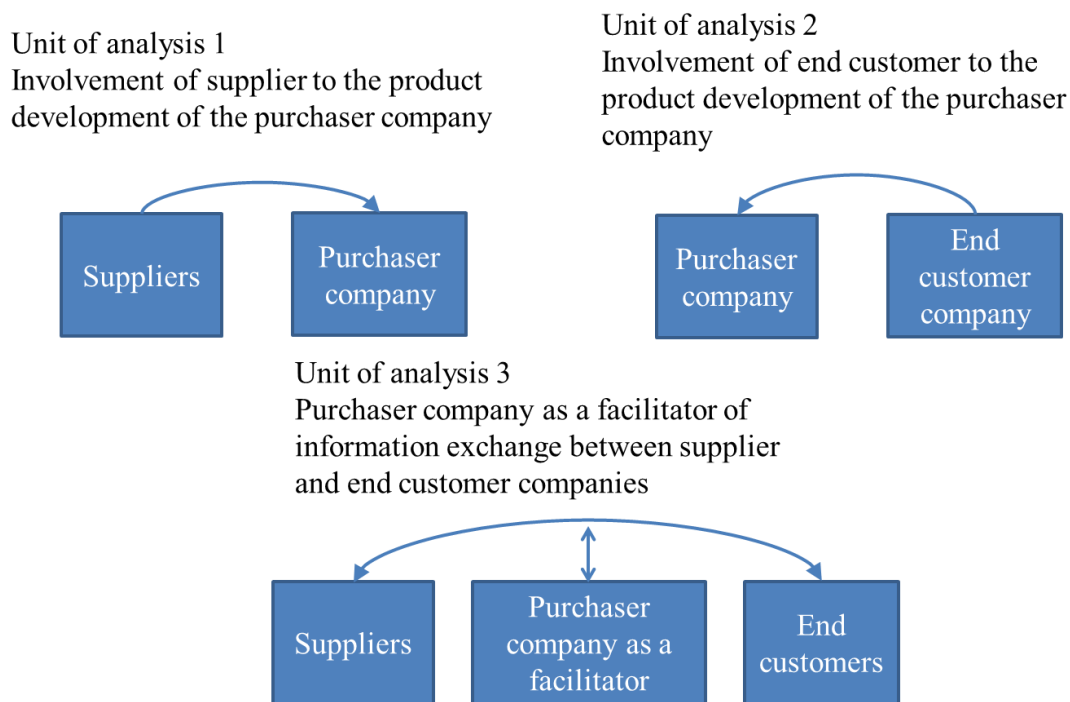 Unit of analysis 1
Involvement of supplier to the product
development of the purchaser company
Unit of analysis 2
Involvement of end customer to the
product development of the purchaser
company
Suppliers
Purchaser
company
Purchaser
company
End
customer
company
Unit of analysis 3
Purchaser company as a facilitator of
information exchange between supplier
and end customer companies
Suppliers
Purchaser
company as a
facilitator
End
customers